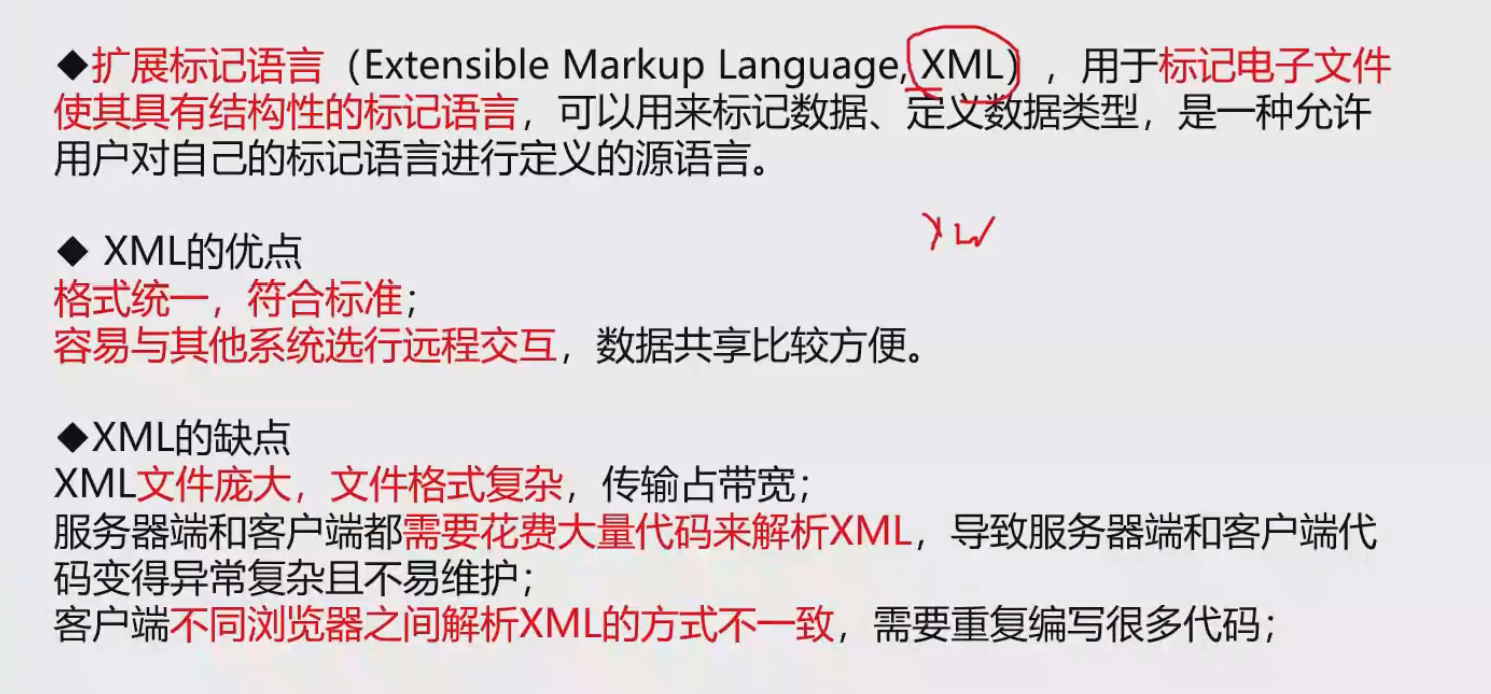 ◆扩展标记语言（Extensible Markup Language, XML），用于标记电子文件
使其具有结构性的标记语言，可以用来标记数据、定义数据类型，是一种允许
用户对自己的标记语言进行定义的源语言。
◆ XML的优点
格式统一，符合标准；
容易与其他系统选行远程交互，数据共享比较方便。
◆XML的缺点
XML文件庞大，文件格式复杂，传输占带宽；
服务器端和客户端都需要花费大量代码来解析XML，导致服务器端和客户端代
码变得异常复杂且不易维护；
客户端不同浏览器之间解析XML的方式不一致，需要重复编写很多代码；